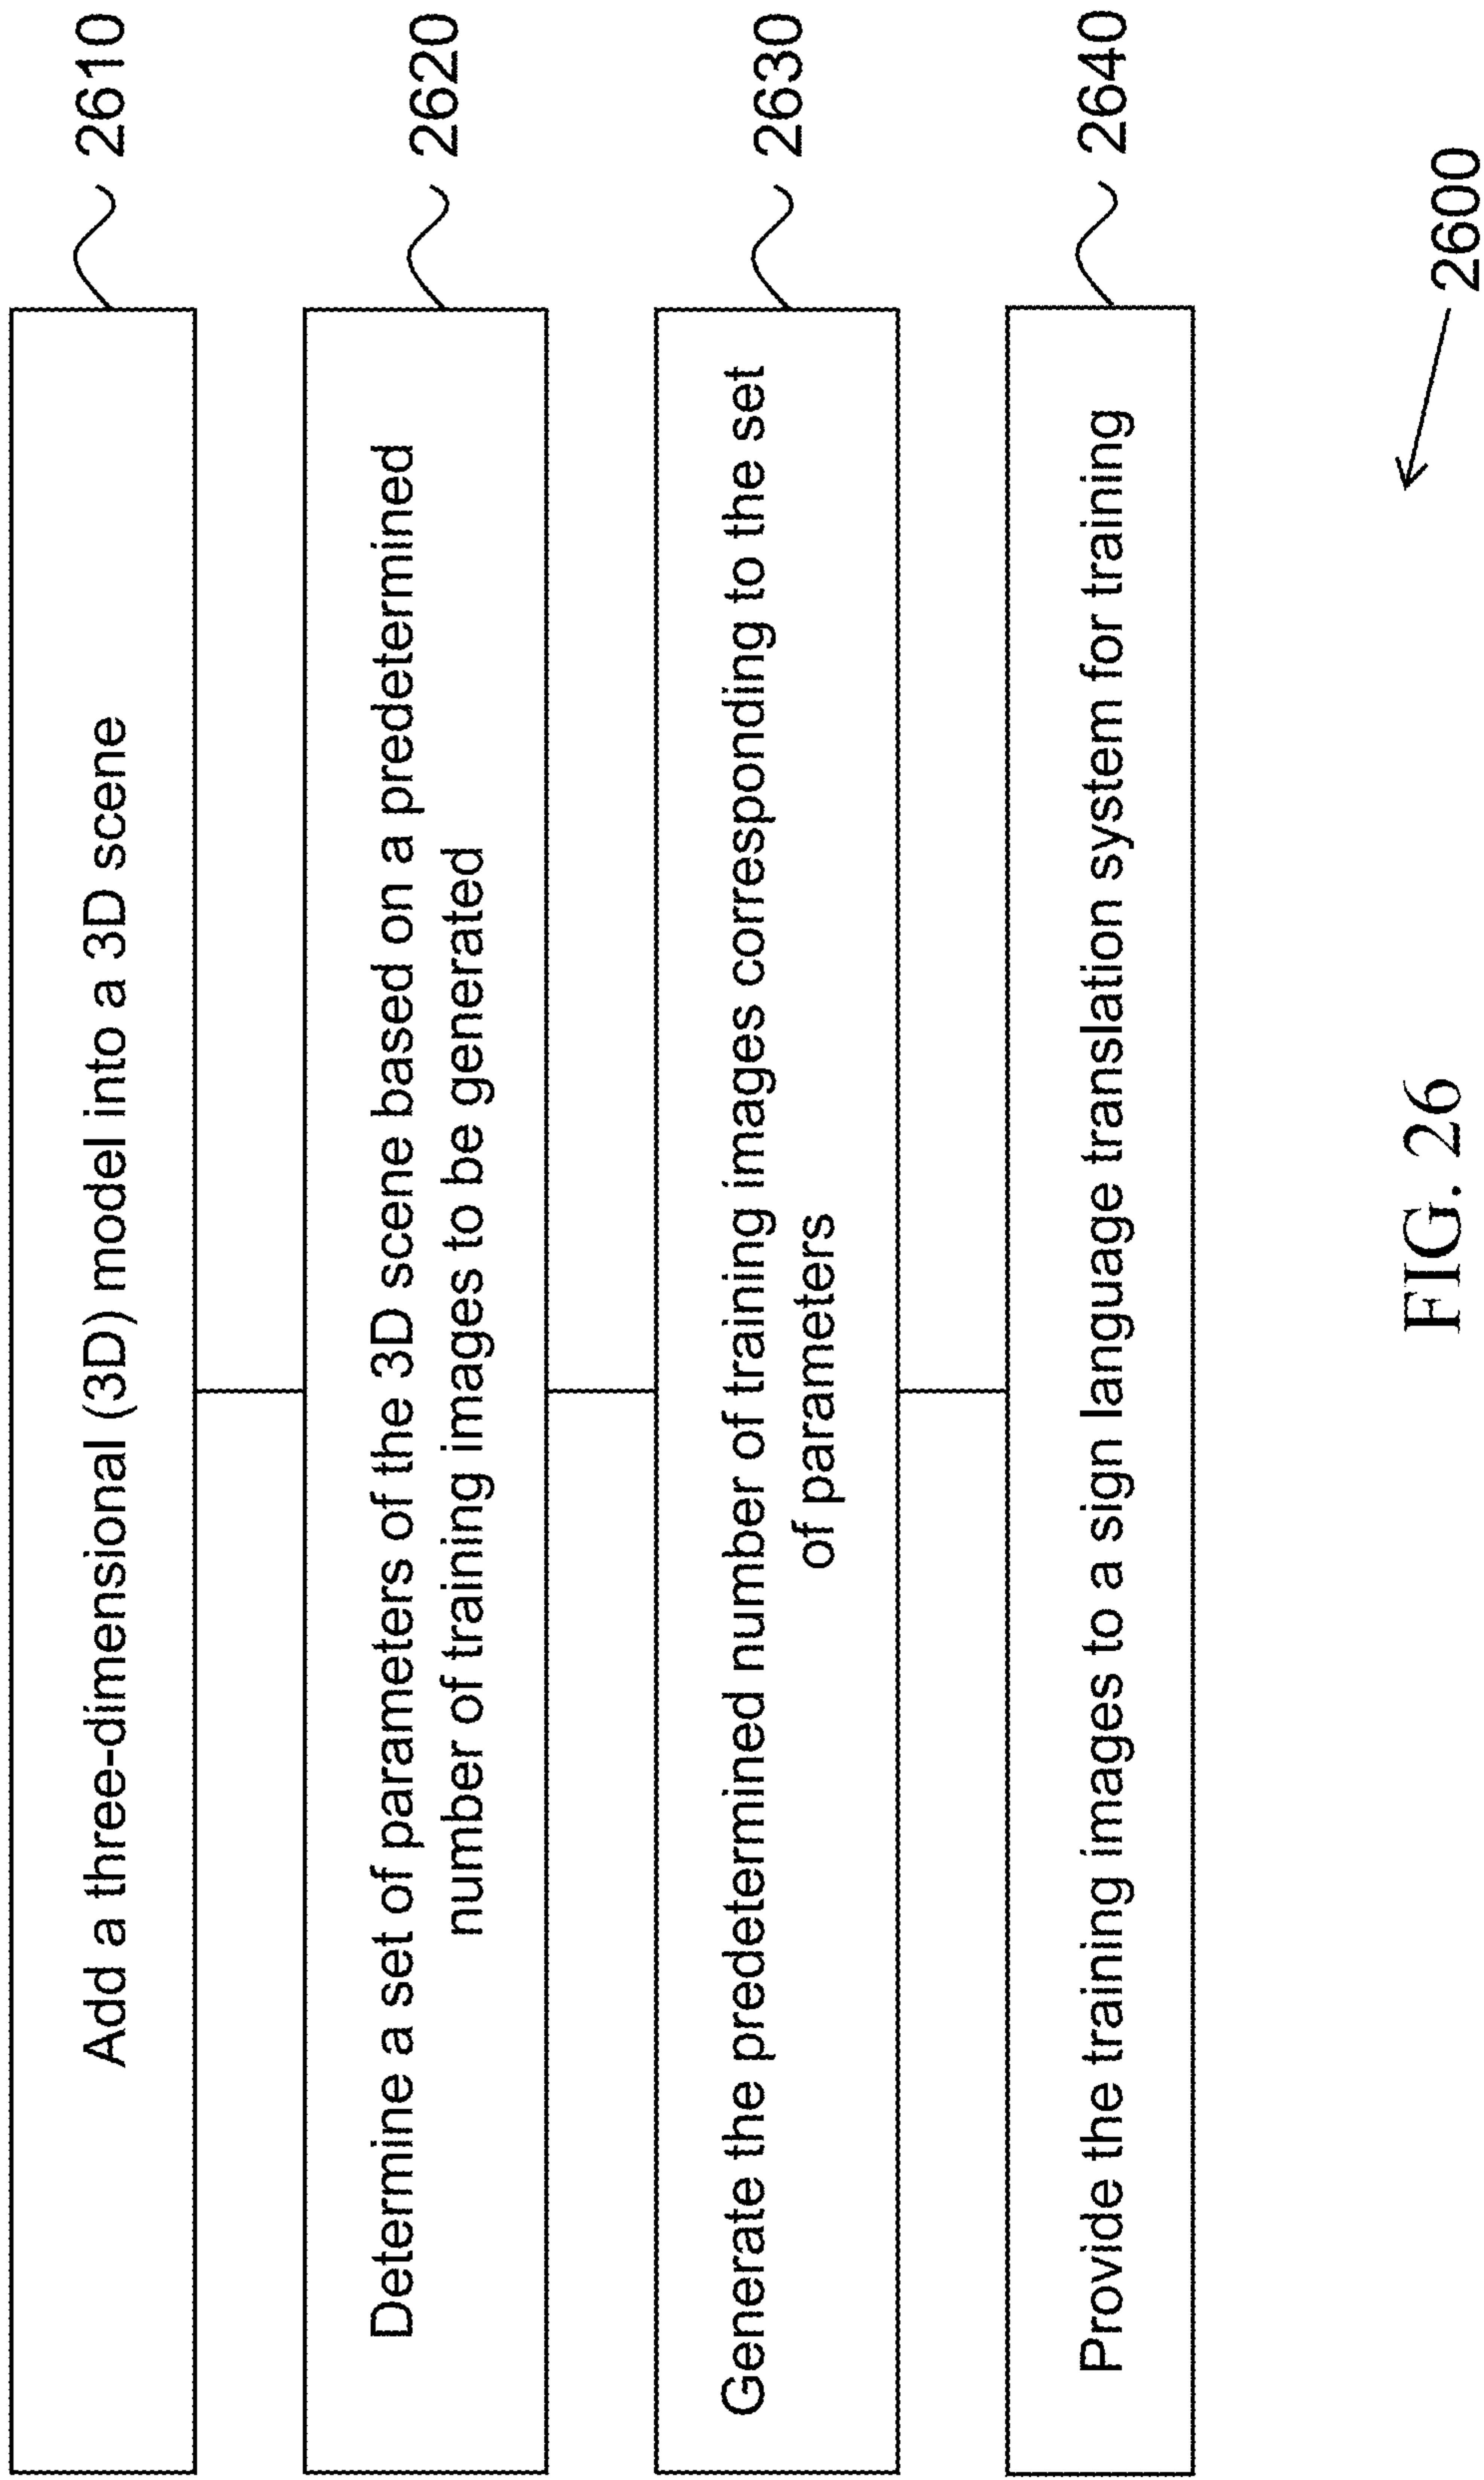 Add a three-dimensional (3D) model into a 3D scene
2610
Determine a set of parameters of the 3D scene based on a predetermined
number of training images to be generated
2620
Generate the predetermined number of training images corresponding to the set
of parameters
2630
Provide the training images to a sign language translation system for training
2640
2600
FIG. 26